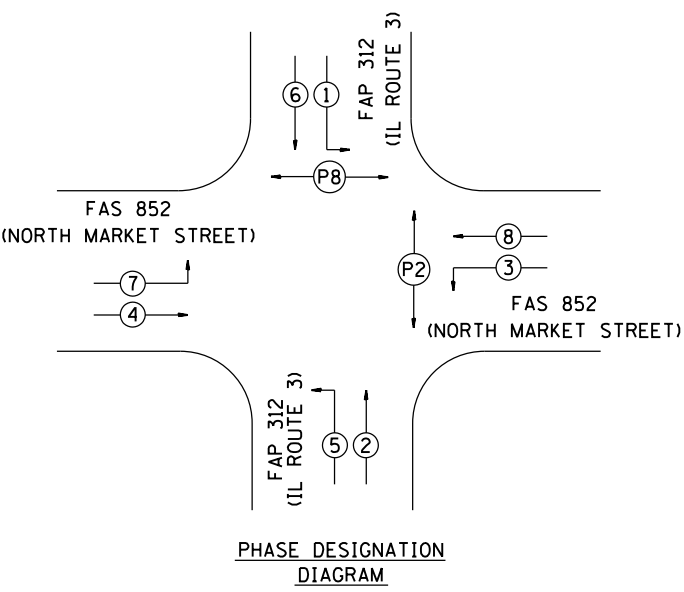 FAP 312
(IL ROUTE 3)
6
1
P8
FAS 852
(NORTH MARKET STREET)
8
7
P2
3
4
FAS 852
(NORTH MARKET STREET)
FAP 312
(IL ROUTE 3)
5
2
PHASE DESIGNATION
DIAGRAM